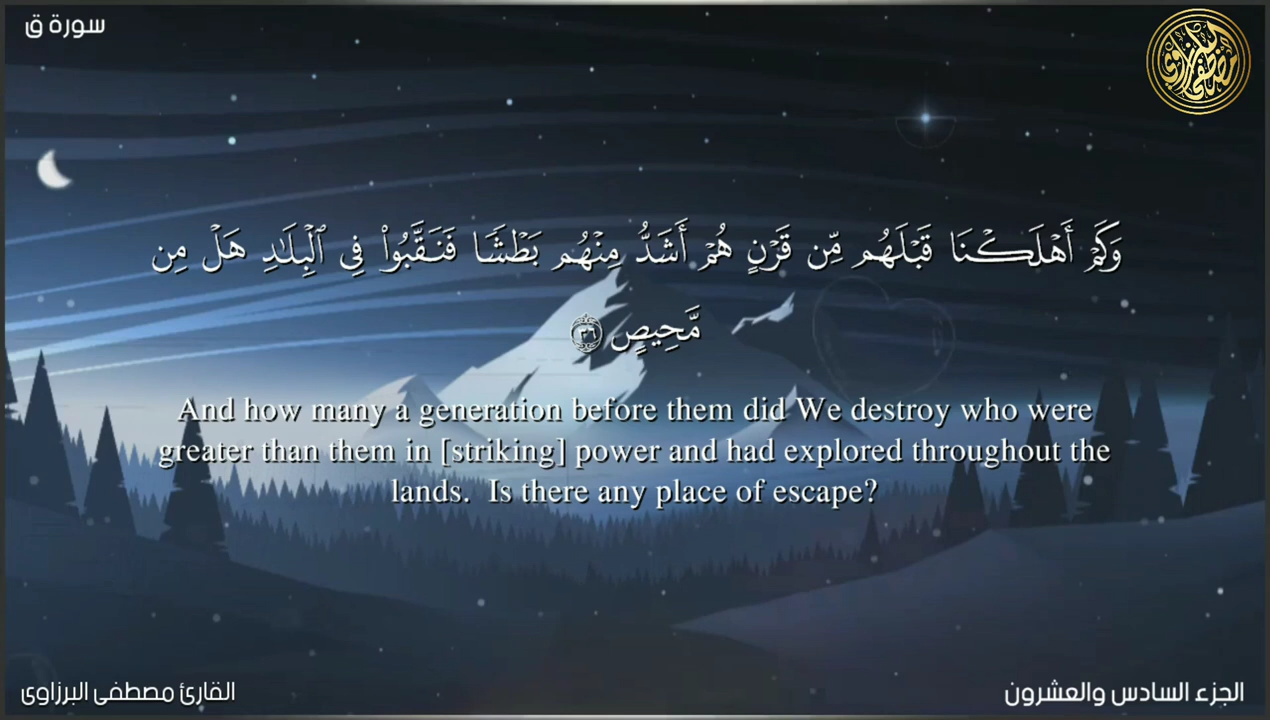 سورة ق
وَكَمْ أَهْلَكْنَا قَبْلَهُم مِّن قَرْنٍ هُمْ أَشَدُّ مِنْهُم بَطْشًا فَنَقَّبُوا۟ فِى ٱلْبِلَـٰدِ هَلْ مِن
مَّحِيصٍ ٣٦
And how many a generation before them did We destroy who were
greater than them in [striking] power and had explored throughout the
lands.  Is there any place of escape?
الجزء السادس والعشرون
القارئ مصطفى البرزاوى